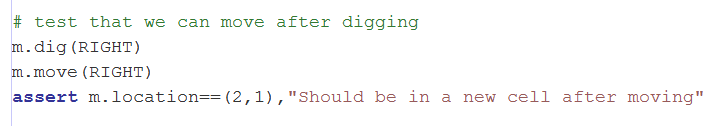 # test that we can move after digging
m.dig(RIGHT)
m.move(RIGHT)
assert m.location==(2,1),"Should be in a new cell after moving"